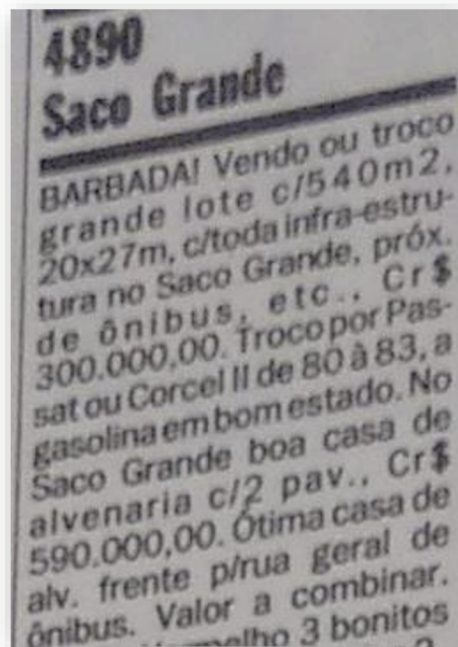 4890
Saco Grande
BARBADA! Vendo ou troco
grande lote c/540m2,
20x27m, c/toda infra-estru-
tura no Saco Grande, próx.
de ônibus, etc., Cr$
300.000,00. Troco por Pas-
sat ou Corcel II de 80 à 83, a
gasolina em bom estado. No
Saco Grande boa casa de
alvenaria c/2 pav., Cr$
590.000,00. Ótima casa de
alv. frente p/rua geral de
ônibus. Valor a combinar.
3 bonitos